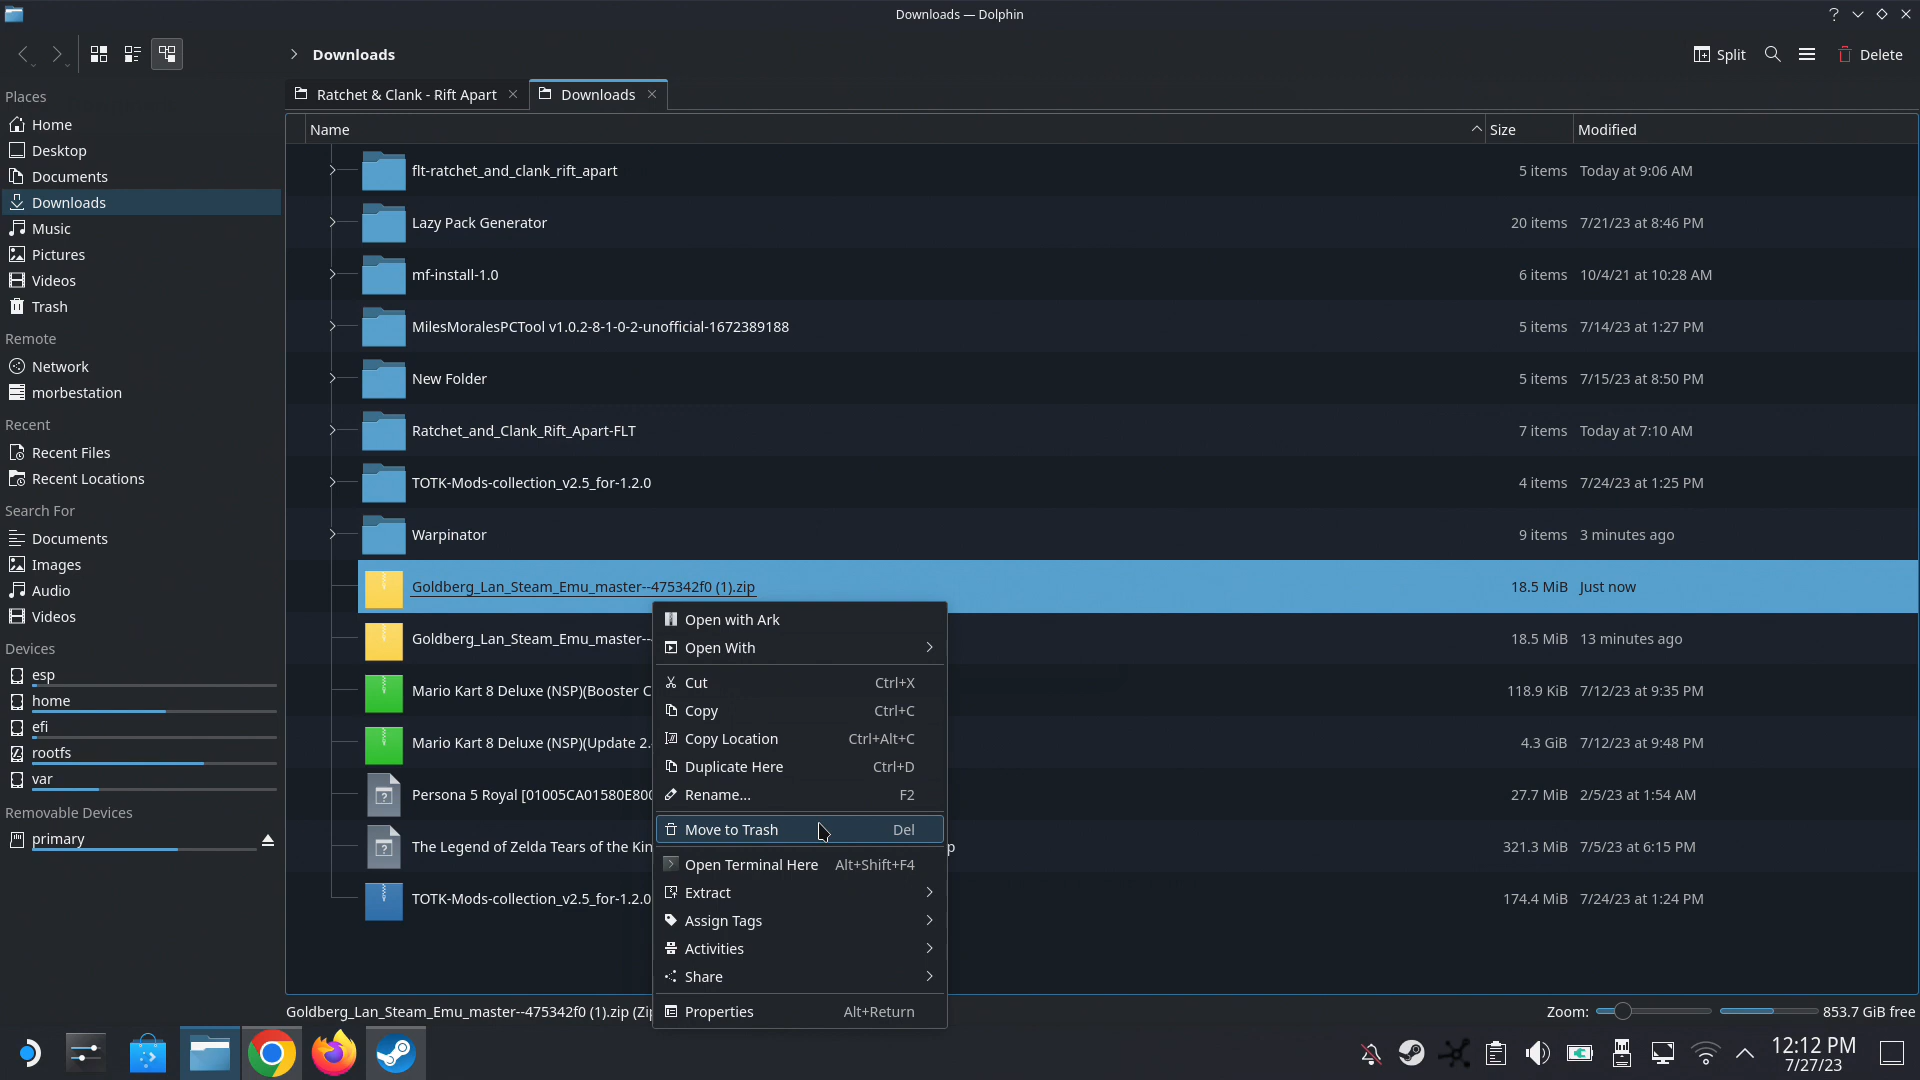 Downloads — Dolphin
Downloads
Split
Delete
Ratchet & Clank - Rift Apart
Downloads
Name
Size
Modified
Places
Home
Desktop
Documents
Downloads
Music
Pictures
Videos
Trash
Remote
Network
morbestation
Recent
Recent Files
Recent Locations
Search For
Documents
Images
Audio
Videos
Devices
esp
home
efi
rootfs
var
Removable Devices
primary
flt-ratchet_and_clank_rift_apart 5 items Today at 9:06 AM
Lazy Pack Generator 20 items 7/21/23 at 8:46 PM
mf-install-1.0 6 items 10/4/21 at 10:28 AM
MilesMoralesPCTool v1.0.2-8-1-0-2-unofficial-1672389188 5 items 7/14/23 at 1:27 PM
New Folder 5 items 7/15/23 at 8:50 PM
Ratchet_and_Clank_Rift_Apart-FLT 7 items Today at 7:10 AM
TOTK-Mods-collection_v2.5_for-1.2.0 4 items 7/24/23 at 1:25 PM
Warpinator 9 items 3 minutes ago
Goldberg_Lan_Steam_Emu_master--475342f0 (1).zip 18.5 MiB Just now
Goldberg_Lan_Steam_Emu_master-- 18.5 MiB 13 minutes ago
Mario Kart 8 Deluxe (NSP)(Booster C 118.9 KiB 7/12/23 at 9:35 PM
Mario Kart 8 Deluxe (NSP)(Update 2. 4.3 GiB 7/12/23 at 9:48 PM
Persona 5 Royal [01005CA01580E800 27.7 MiB 2/5/23 at 1:54 AM
The Legend of Zelda Tears of the Kin p 321.3 MiB 7/5/23 at 6:15 PM
TOTK-Mods-collection_v2.5_for-1.2.0 174.4 MiB 7/24/23 at 1:24 PM
Open with Ark
Open With
Cut Ctrl+X
Copy Ctrl+C
Copy Location Ctrl+Alt+C
Duplicate Here Ctrl+D
Rename... F2
Move to Trash Del
Open Terminal Here Alt+Shift+F4
Extract
Assign Tags
Activities
Share
Properties Alt+Return
Goldberg_Lan_Steam_Emu_master--475342f0 (1).zip (Zip
Zoom:
853.7 GiB free
12:12 PM
7/27/23